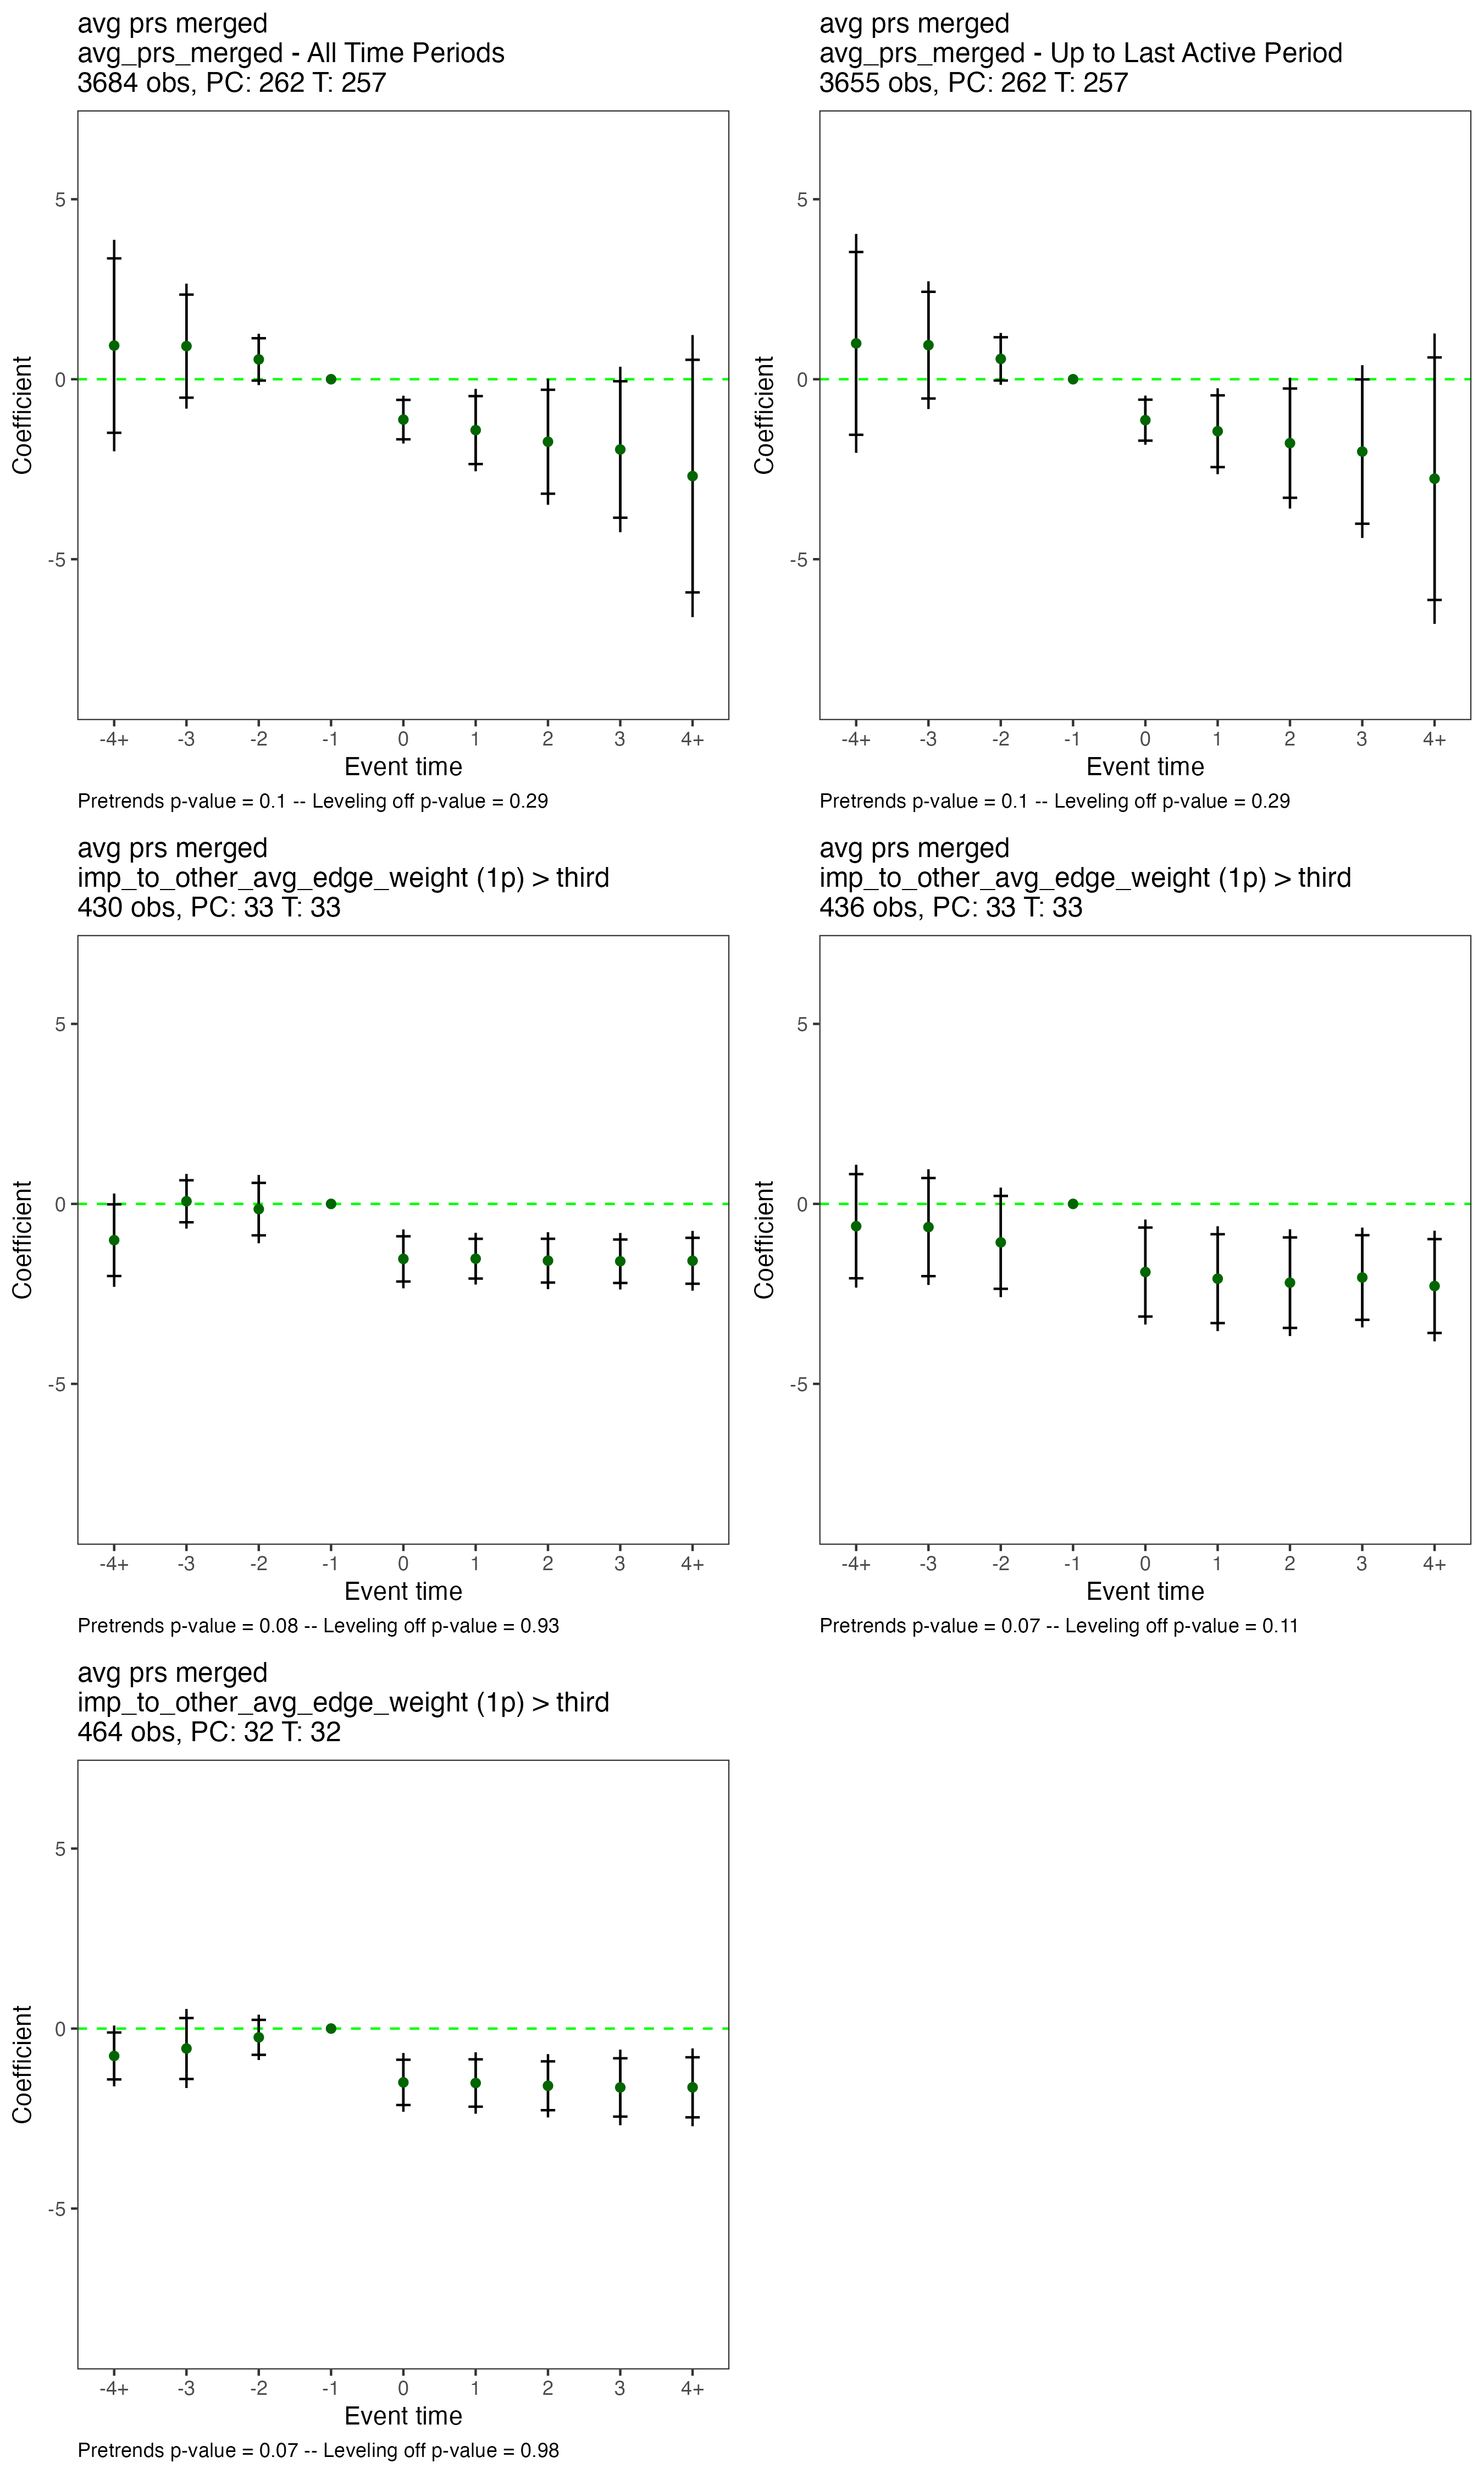 avg prs merged
avg_prs_merged - All Time Periods
3684 obs, PC: 262 T: 257
Coefficient
5
0
-5
-4+ -3 -2 -1 0 1 2 3 4+
Event time
Pretrends p-value = 0.1 -- Leveling off p-value = 0.29
avg prs merged
avg_prs_merged - Up to Last Active Period
3655 obs, PC: 262 T: 257
Coefficient
5
0
-5
-4+ -3 -2 -1 0 1 2 3 4+
Event time
Pretrends p-value = 0.1 -- Leveling off p-value = 0.29
avg prs merged
imp_to_other_avg_edge_weight (1p) > third
430 obs, PC: 33 T: 33
Coefficient
5
0
-5
-4+ -3 -2 -1 0 1 2 3 4+
Event time
Pretrends p-value = 0.08 -- Leveling off p-value = 0.93
avg prs merged
imp_to_other_avg_edge_weight (1p) > third
436 obs, PC: 33 T: 33
Coefficient
5
0
-5
-4+ -3 -2 -1 0 1 2 3 4+
Event time
Pretrends p-value = 0.07 -- Leveling off p-value = 0.11
avg prs merged
imp_to_other_avg_edge_weight (1p) > third
464 obs, PC: 32 T: 32
Coefficient
5
0
-5
-4+ -3 -2 -1 0 1 2 3 4+
Event time
Pretrends p-value = 0.07 -- Leveling off p-value = 0.98